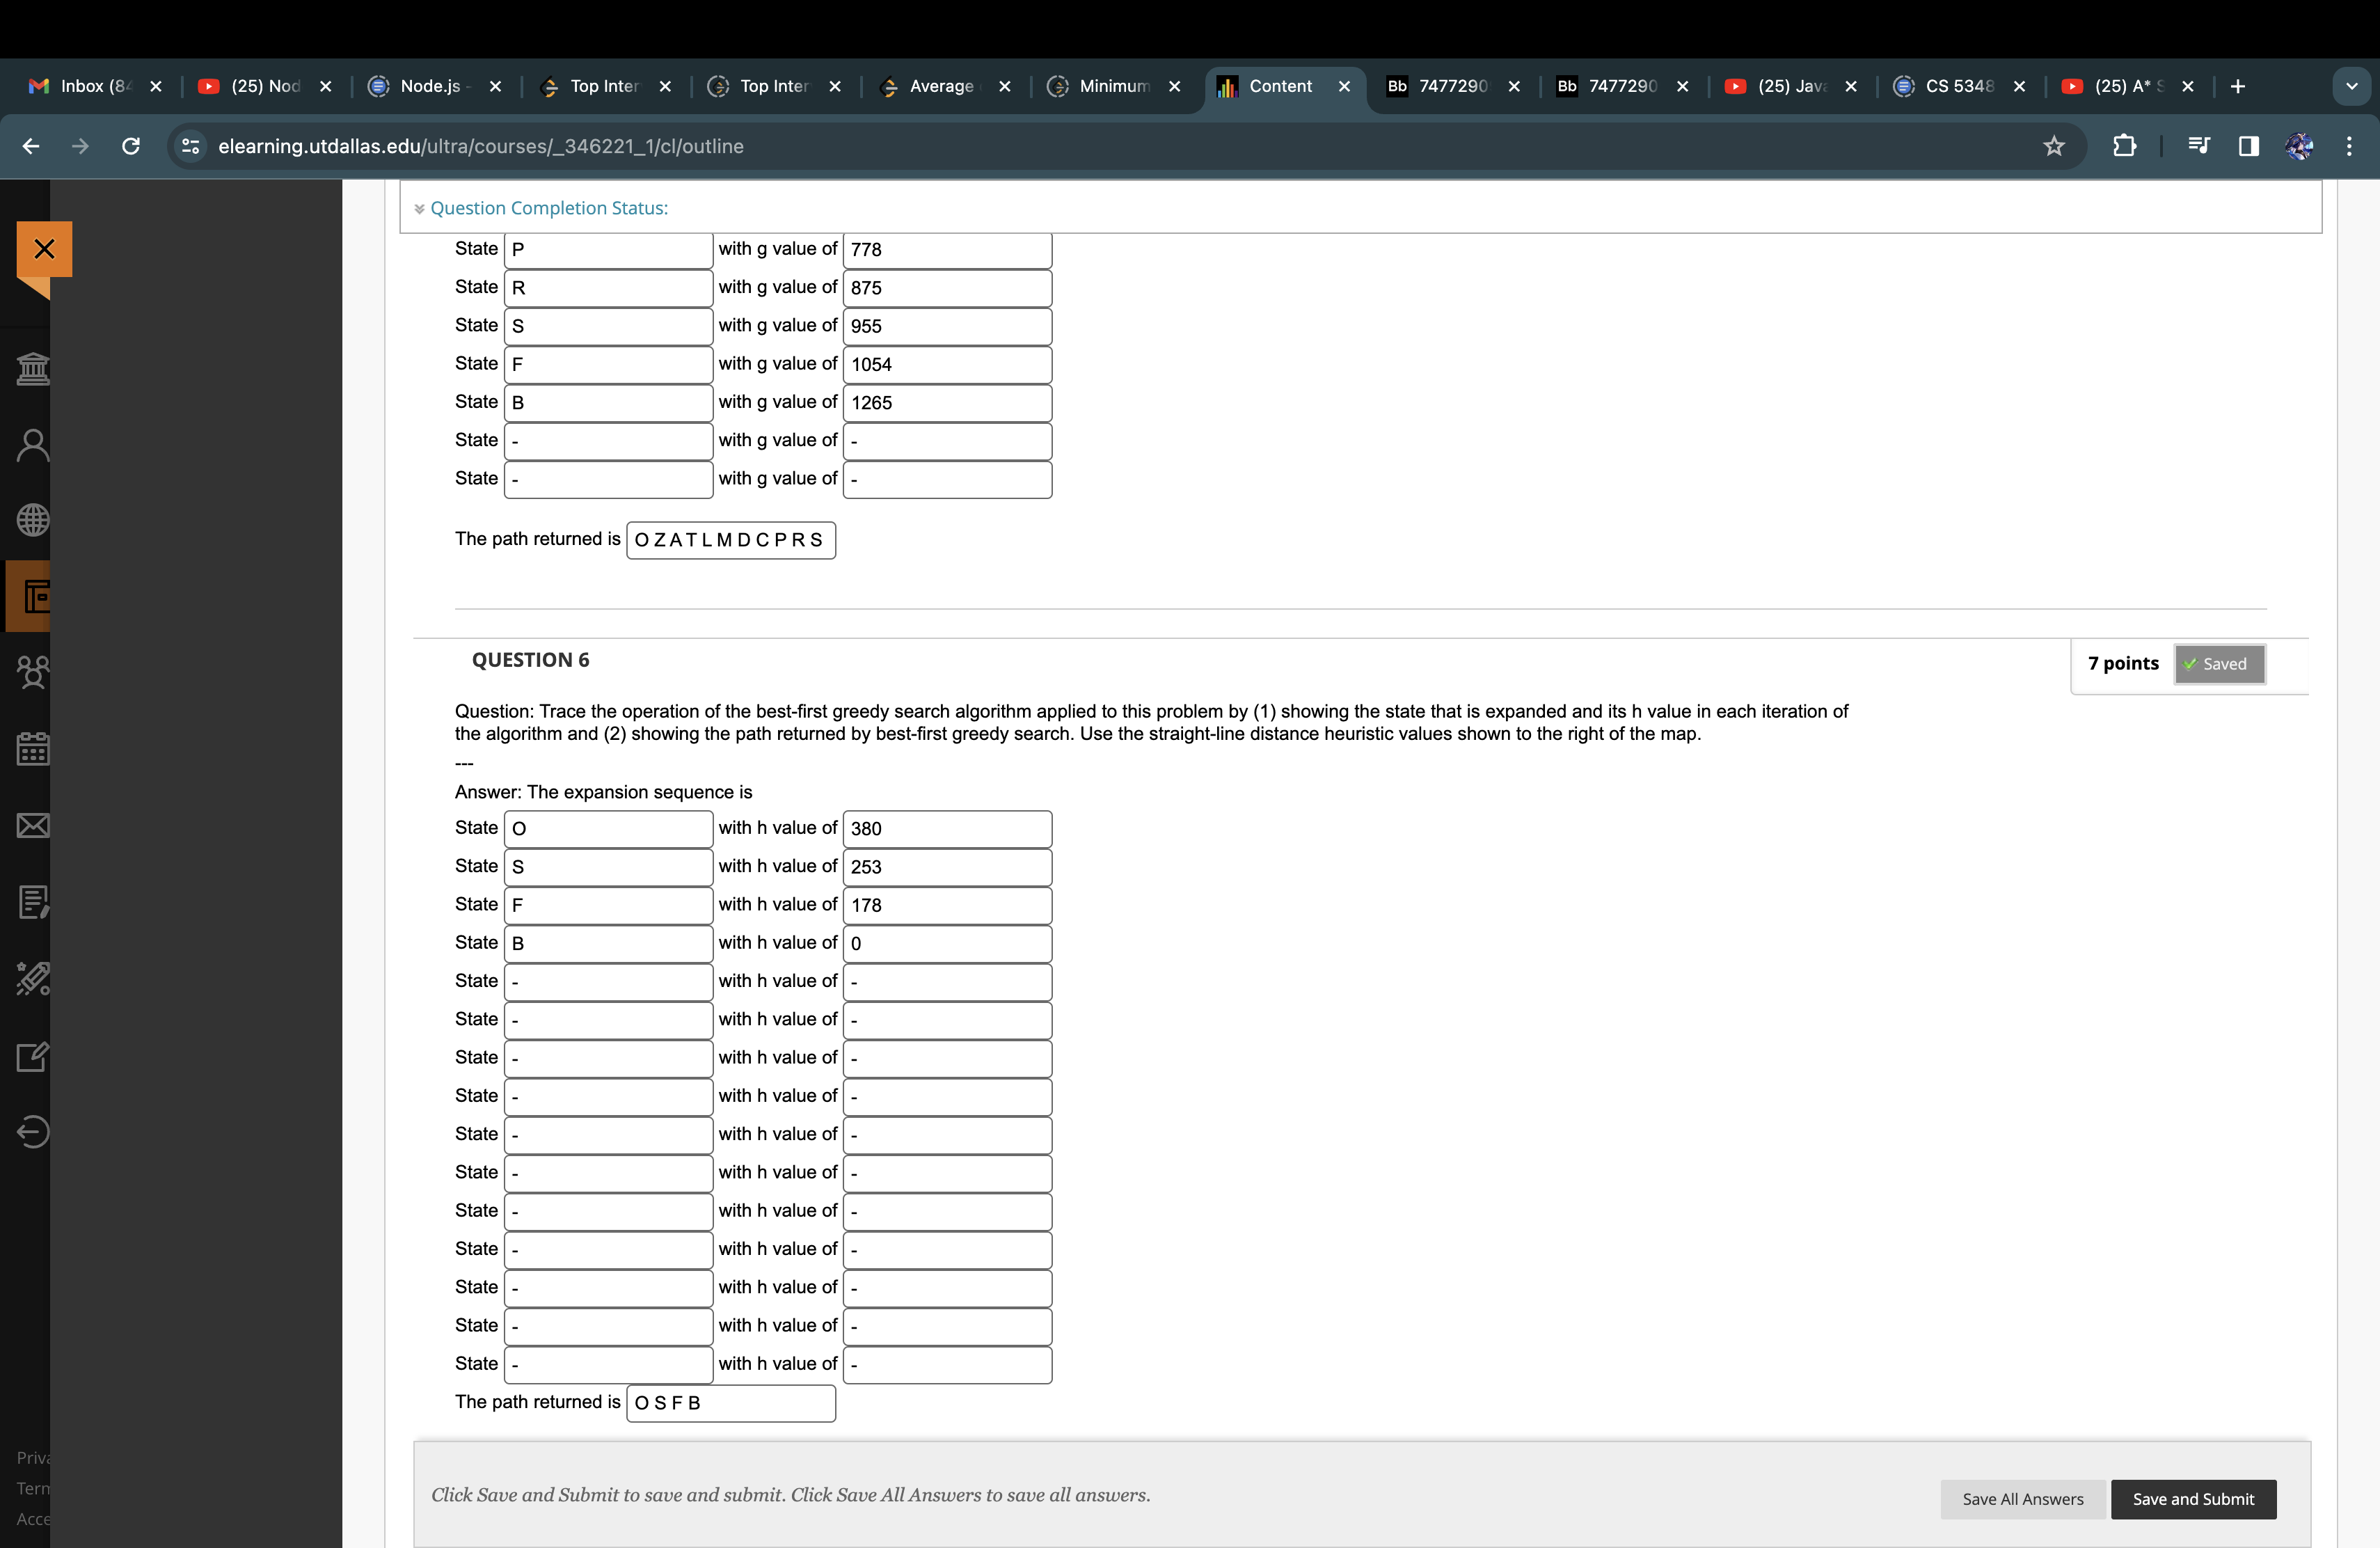 Inbox (84
(25) Nod
Node.js -
Top Inter
Top Inter
Average
Minimum
Content
Bb 7477290
Bb 7477290
(25) Java
CS 5348
(25) A* S
elearning.utdallas.edu/ultra/courses/_346221_1/cl/outline
Question Completion Status:
State P with g value of 778
State R with g value of 875
State S with g value of 955
State F with g value of 1054
State B with g value of 1265
State - with g value of -
State - with g value of -
The path returned is O Z A T L M D C P R S
QUESTION 6
7 points
Saved
Question: Trace the operation of the best-first greedy search algorithm applied to this problem by (1) showing the state that is expanded and its h value in each iteration of
the algorithm and (2) showing the path returned by best-first greedy search. Use the straight-line distance heuristic values shown to the right of the map.
---
Answer: The expansion sequence is
State O with h value of 380
State S with h value of 253
State F with h value of 178
State B with h value of 0
State - with h value of -
State - with h value of -
State - with h value of -
State - with h value of -
State - with h value of -
State - with h value of -
State - with h value of -
State - with h value of -
State - with h value of -
State - with h value of -
State - with h value of -
The path returned is O S F B
Priva
Term
Acce
Click Save and Submit to save and submit. Click Save All Answers to save all answers.
Save All Answers
Save and Submit